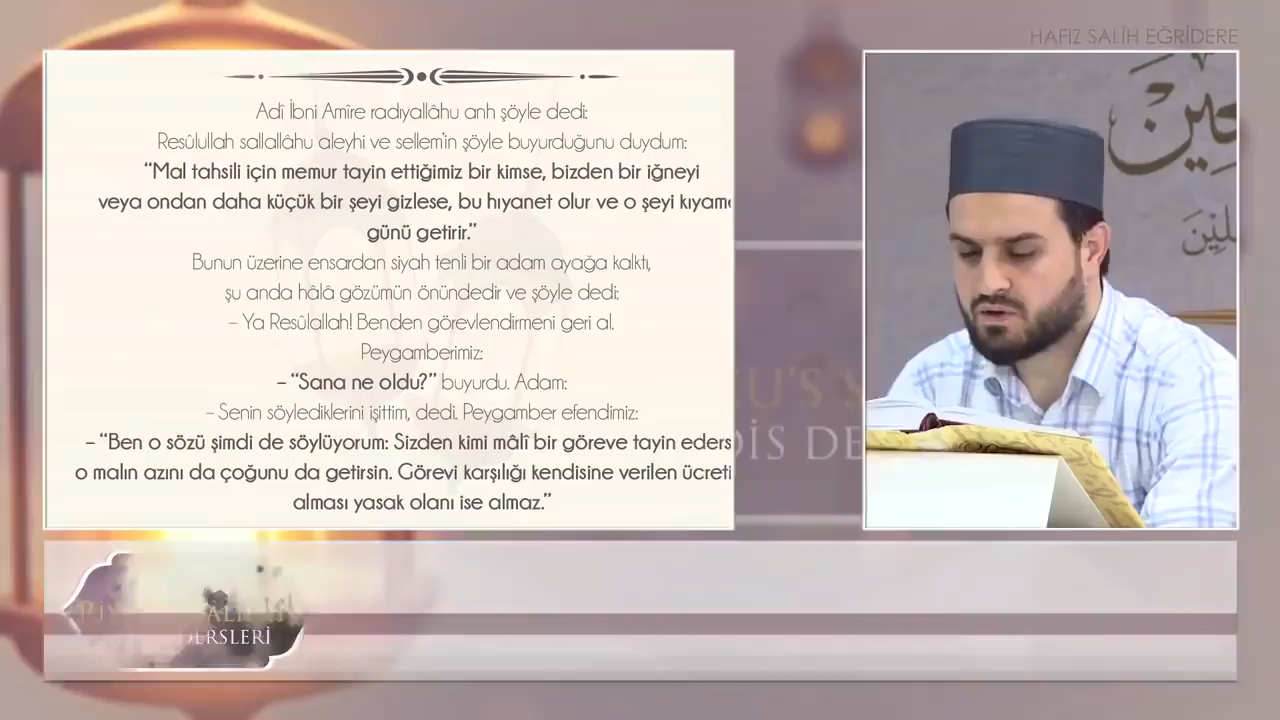 HAFIZ SALİH EĞRİDERE
Adî İbni Amîre radıyallâhu anh şöyle dedi:
Resûlullah sallallâhu aleyhi ve sellem'in şöyle buyurduğunu duydum:
“Mal tahsili için memur tayin ettiğimiz bir kimse, bizden bir iğneyi
veya ondan daha küçük bir şeyi gizlese, bu hıyanet olur ve o şeyi kıyame
günü getirir.”
Bunun üzerine ensardan siyah tenli bir adam ayağa kalktı,
şu anda hâlâ gözümün önündedir ve şöyle dedi:
– Ya Resûlallah! Benden görevlendirmeni geri al.
Peygamberimiz:
– “Sana ne oldu?” buyurdu. Adam:
– Senin söylediklerini işittim, dedi. Peygamber efendimiz:
– “Ben o sözü şimdi de söylüyorum: Sizden kimi mâlî bir göreve tayin eders
o malın azını da çoğunu da getirsin. Görevi karşılığı kendisine verilen ücreti
alması yasak olanı ise almaz.”
DERSLERİ